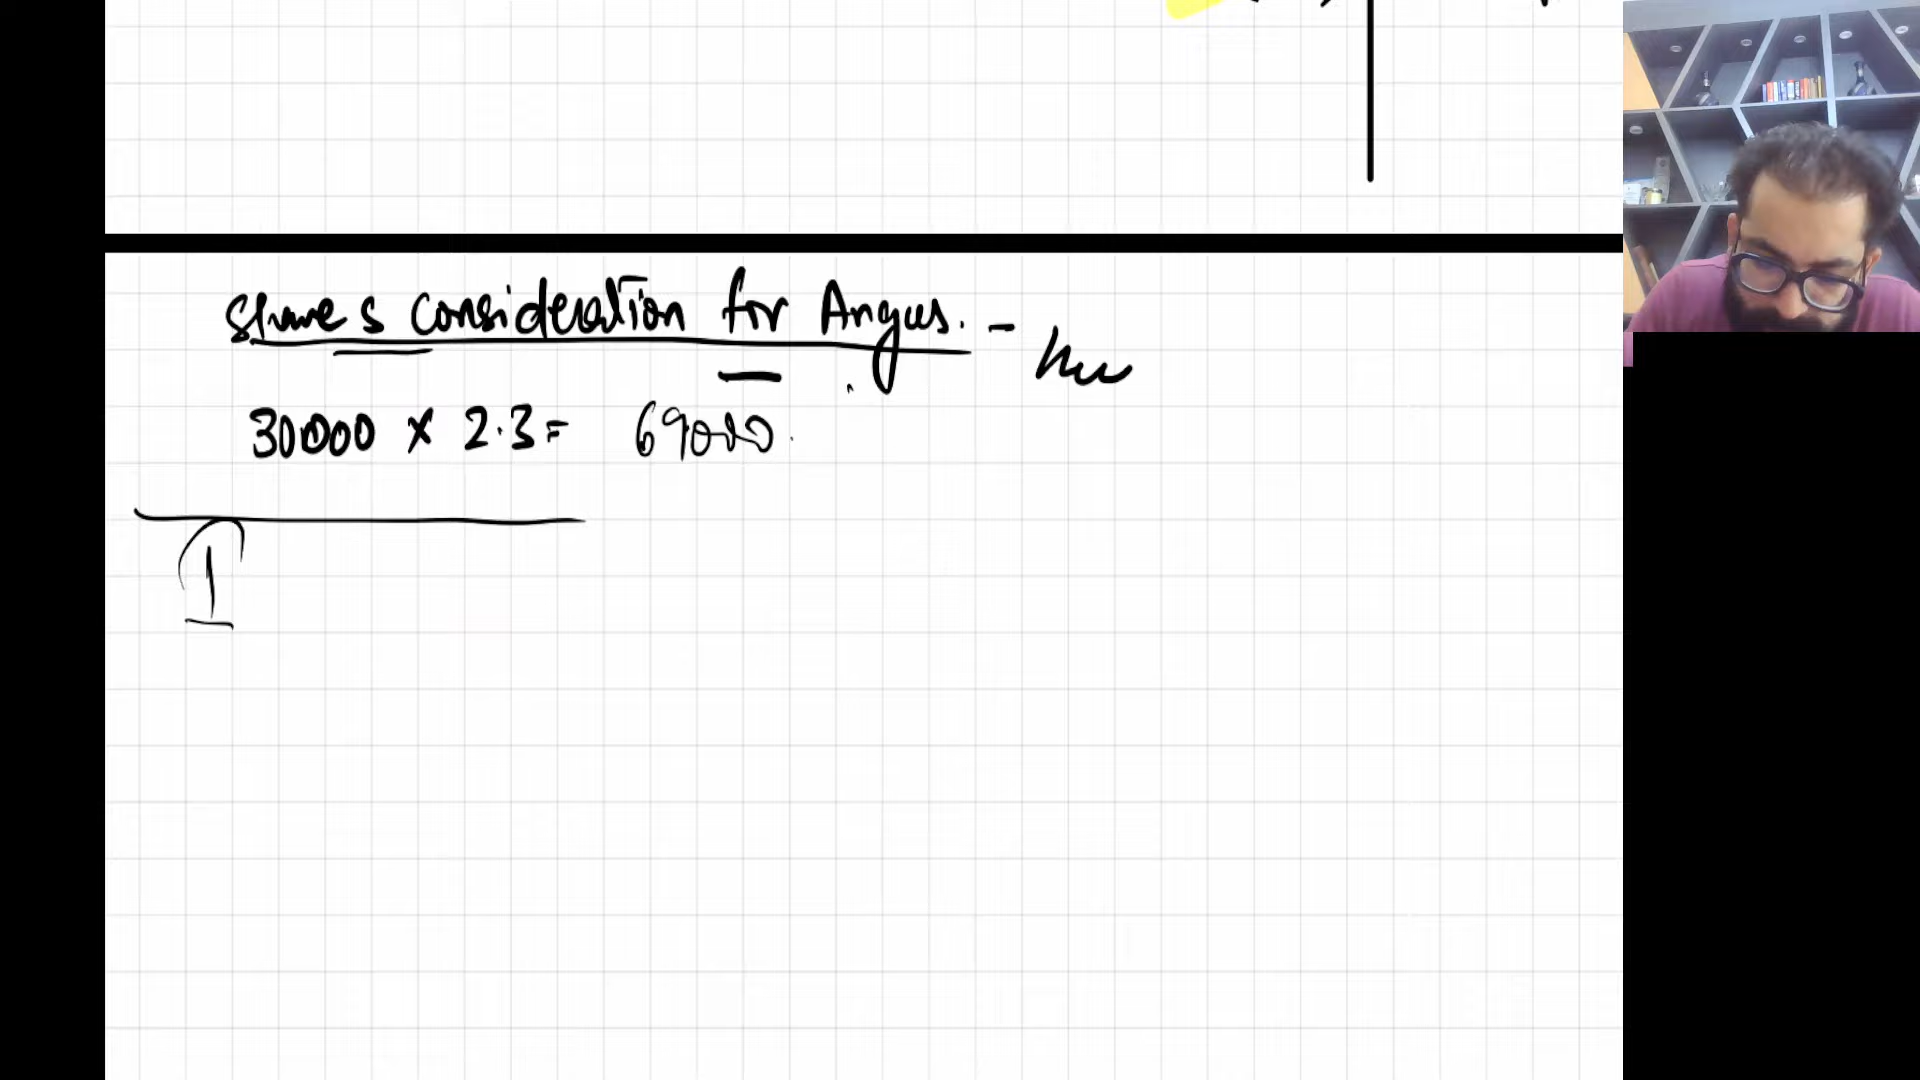 Shares consideration for Angus. -
30000 × 2.3 = 69000.
I